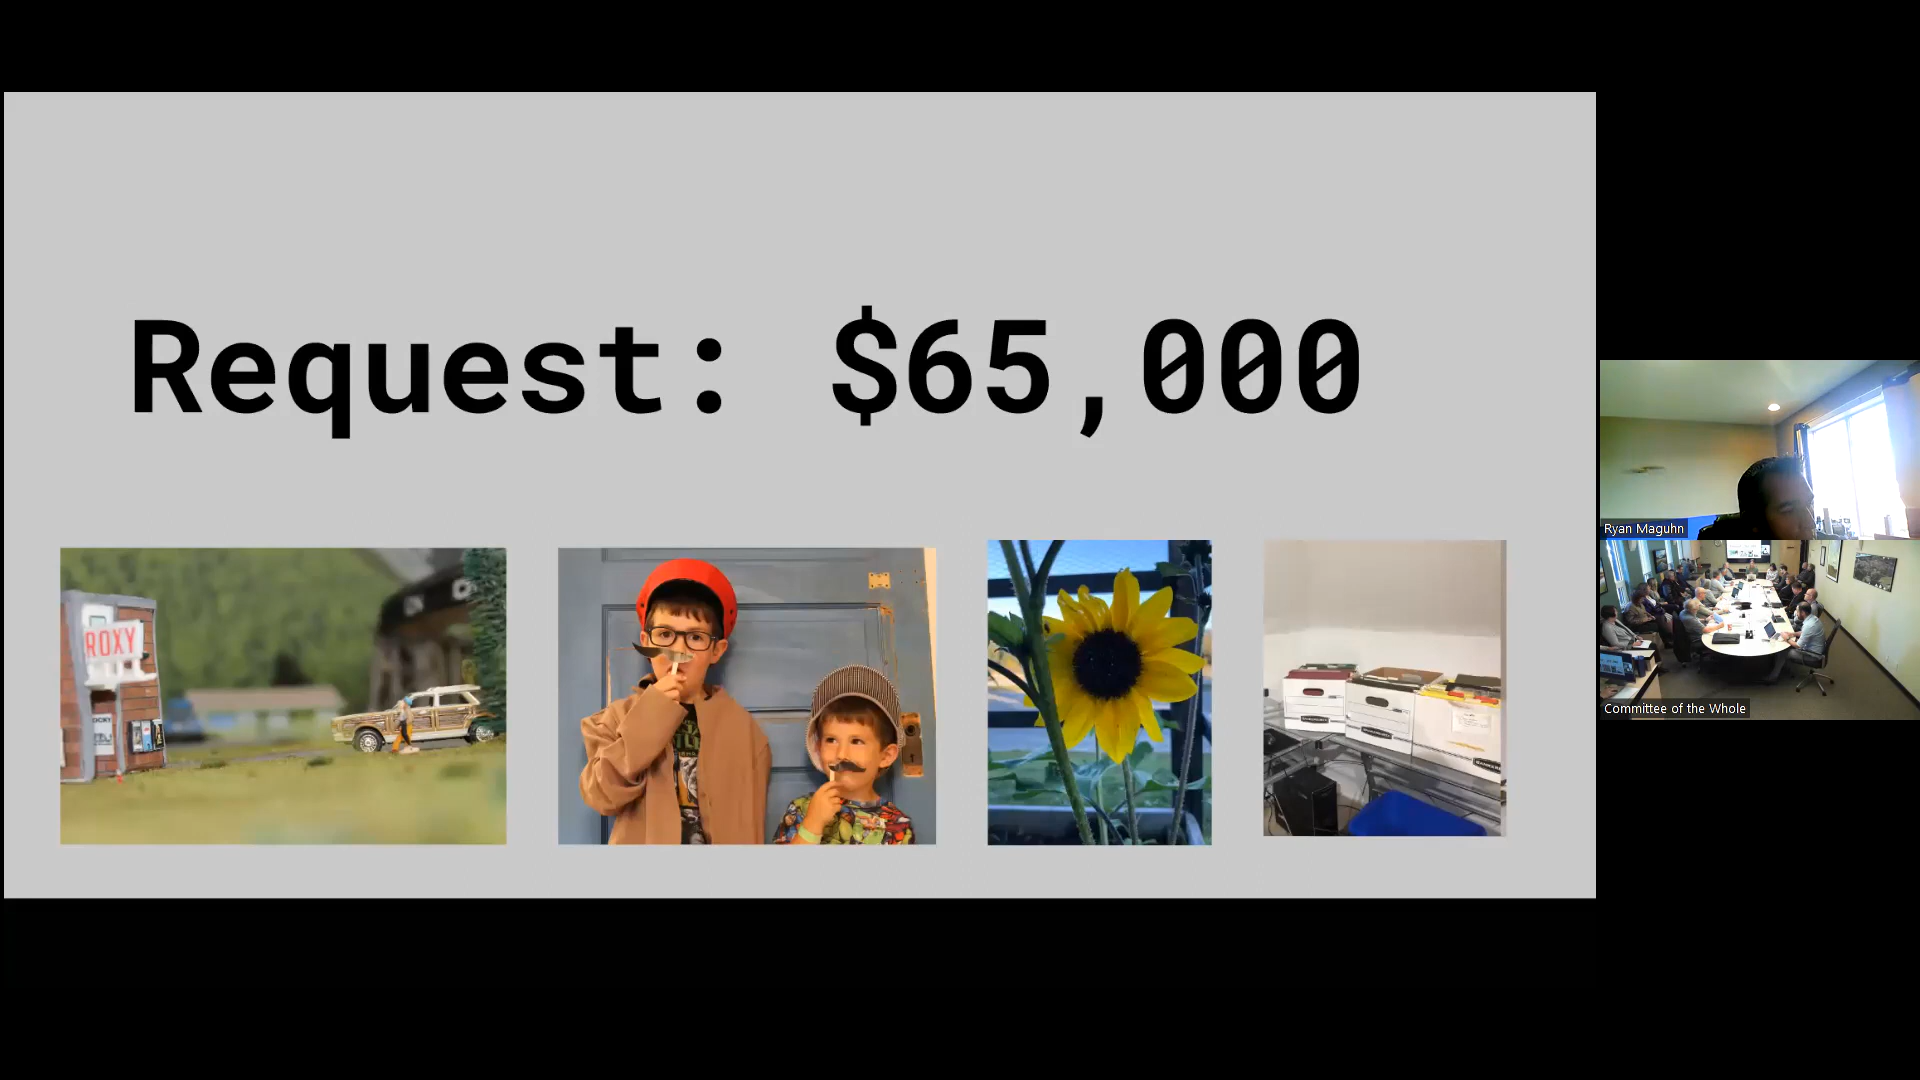 Request: $65,000
ROXY
Ryan Maguhn
Committee of the Whole